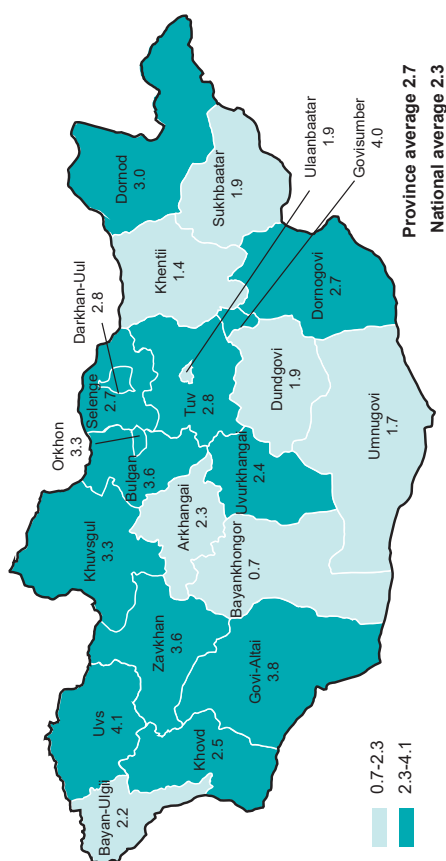 Bayan-Ulgii
2.2
Uvs
4.1
Khovd
2.5
Zavkhan
3.6
Govi-Altai
3.8
Khuvsgul
3.3
Orkhon
3.3
Bulgan
3.6
Arkhangai
2.3
Bayankhongor
0.7
Uvurkhangai
2.4
Selenge
2.7
Darkhan-Uul
2.8
Tuv
2.8
Khentii
1.4
Dornod
3.0
Sukhbaatar
1.9
Ulaanbaatar
1.9
Govisumber
4.0
Dornogovi
2.7
Dundgovi
1.9
Umnugovi
1.7
0.7-2.3
2.3-4.1
Province average 2.7
National average 2.3